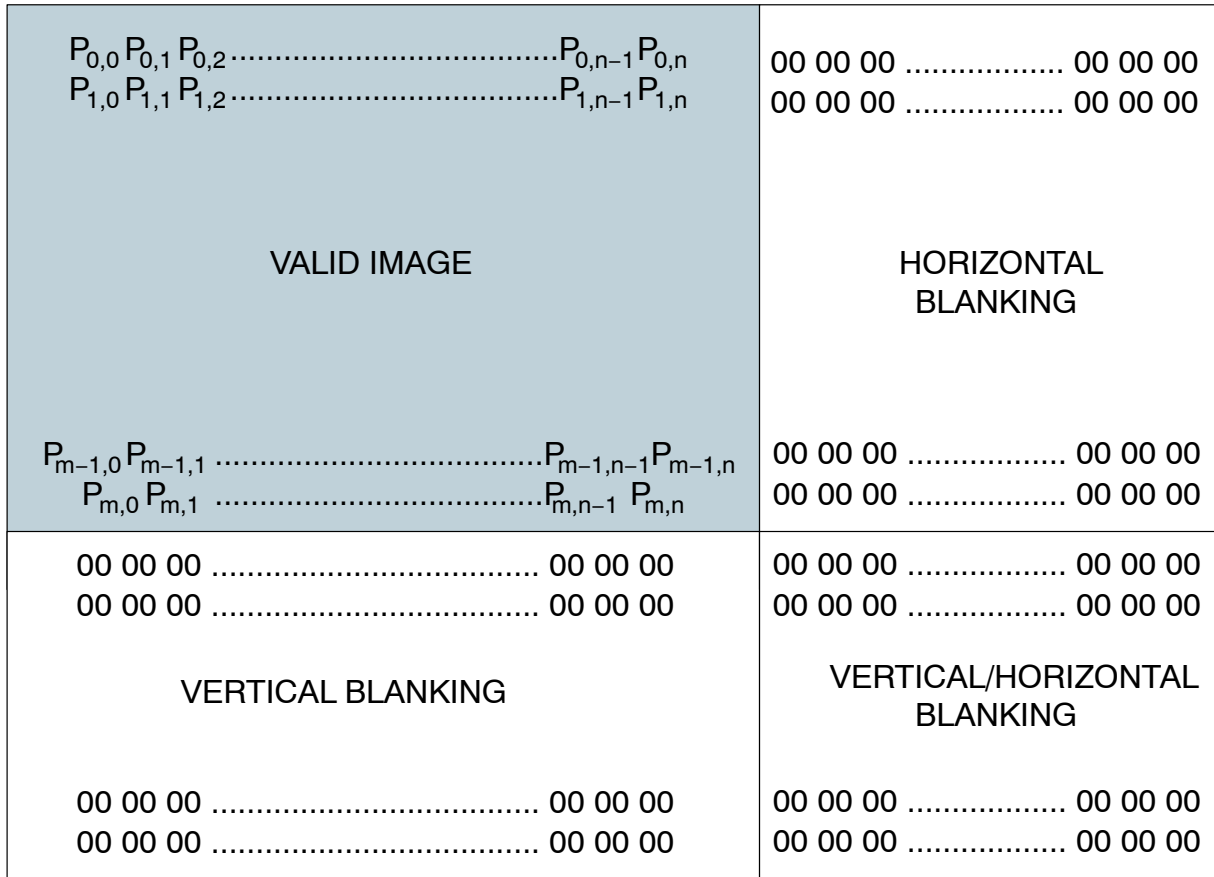 P0,0 P0,1 P0,2.....................................P0,n−1 P0,n
P1,0 P1,1 P1,2.....................................P1,n−1 P1,n
VALID IMAGE
Pm−1,0 Pm−1,1 .....................................Pm−1,n−1 Pm−1,n
Pm,0 Pm,1 .....................................Pm,n−1 Pm,n
00 00 00 .................. 00 00 00
00 00 00 .................. 00 00 00
HORIZONTAL
BLANKING
00 00 00 .................. 00 00 00
00 00 00 .................. 00 00 00
00 00 00 ..................................... 00 00 00
00 00 00 ..................................... 00 00 00
VERTICAL BLANKING
00 00 00 ..................................... 00 00 00
00 00 00 ..................................... 00 00 00
00 00 00 .................. 00 00 00
00 00 00 .................. 00 00 00
VERTICAL/HORIZONTAL
BLANKING
00 00 00 .................. 00 00 00
00 00 00 .................. 00 00 00